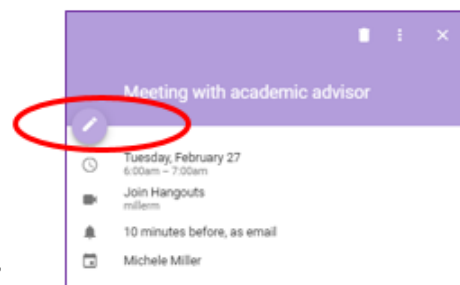 Meeting with academic advisor
Tuesday, February 27
6:00am – 7:00am
Join Hangouts
millerm
10 minutes before, as email
Michele Miller